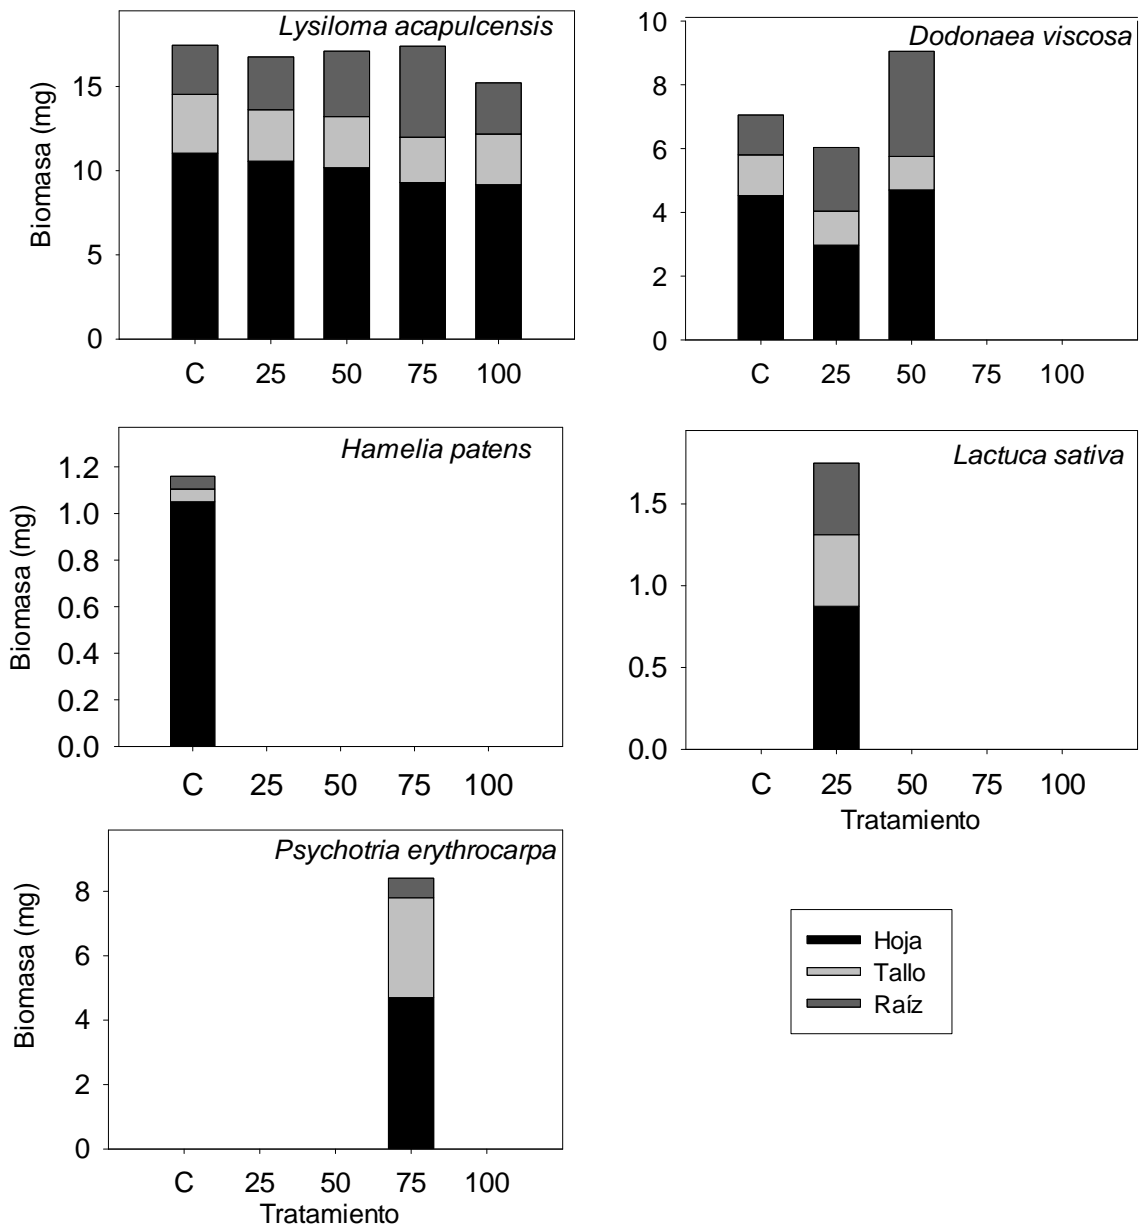 Lysiloma acapulcensis
Biomasa (mg)
15
10
5
0
C 25 50 75 100
Dodonaea viscosa
10
8
6
4
2
0
C 25 50 75 100
Hamelia patens
Biomasa (mg)
1.2
1.0
0.8
0.6
0.4
0.2
0.0
C 25 50 75 100
Lactuca sativa
1.5
1.0
0.5
0.0
C 25 50 75 100
Tratamiento
Psychotria erythrocarpa
Biomasa (mg)
8
6
4
2
0
C 25 50 75 100
Tratamiento
Hoja
Tallo
Raíz